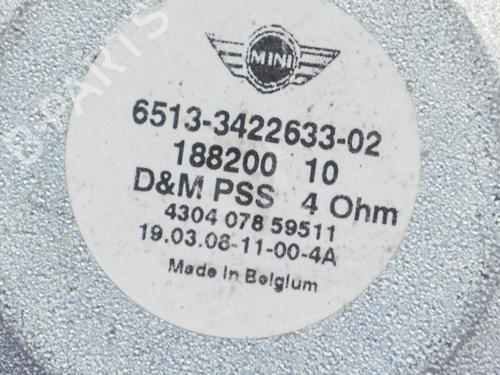 B-PARTS
MINI
6513-3422633-02
188200 10
D&M PSS 4 Ohm
4304 078 59511
19.03.08-11-00-4A
Made in Belgium